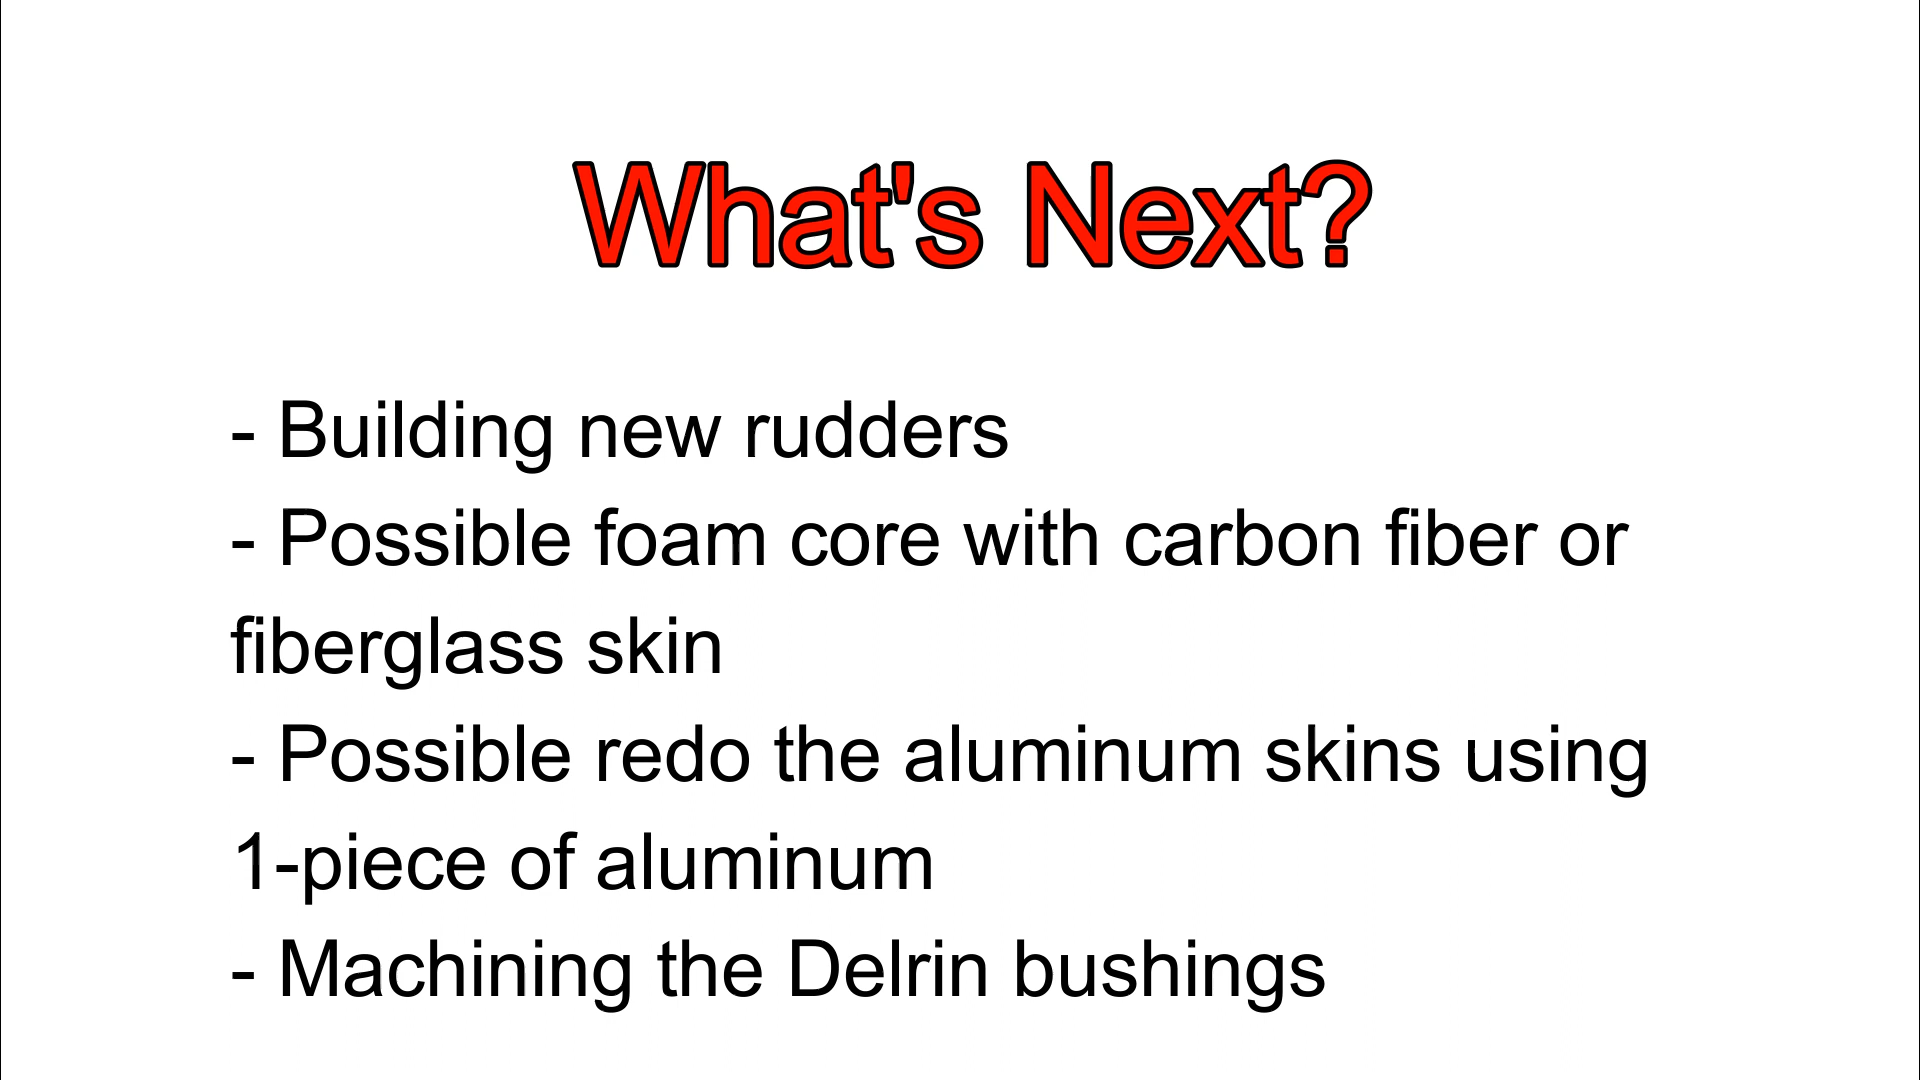 What's Next?
- Building new rudders
- Possible foam core with carbon fiber or
fiberglass skin
- Possible redo the aluminum skins using
1-piece of aluminum
- Machining the Delrin bushings